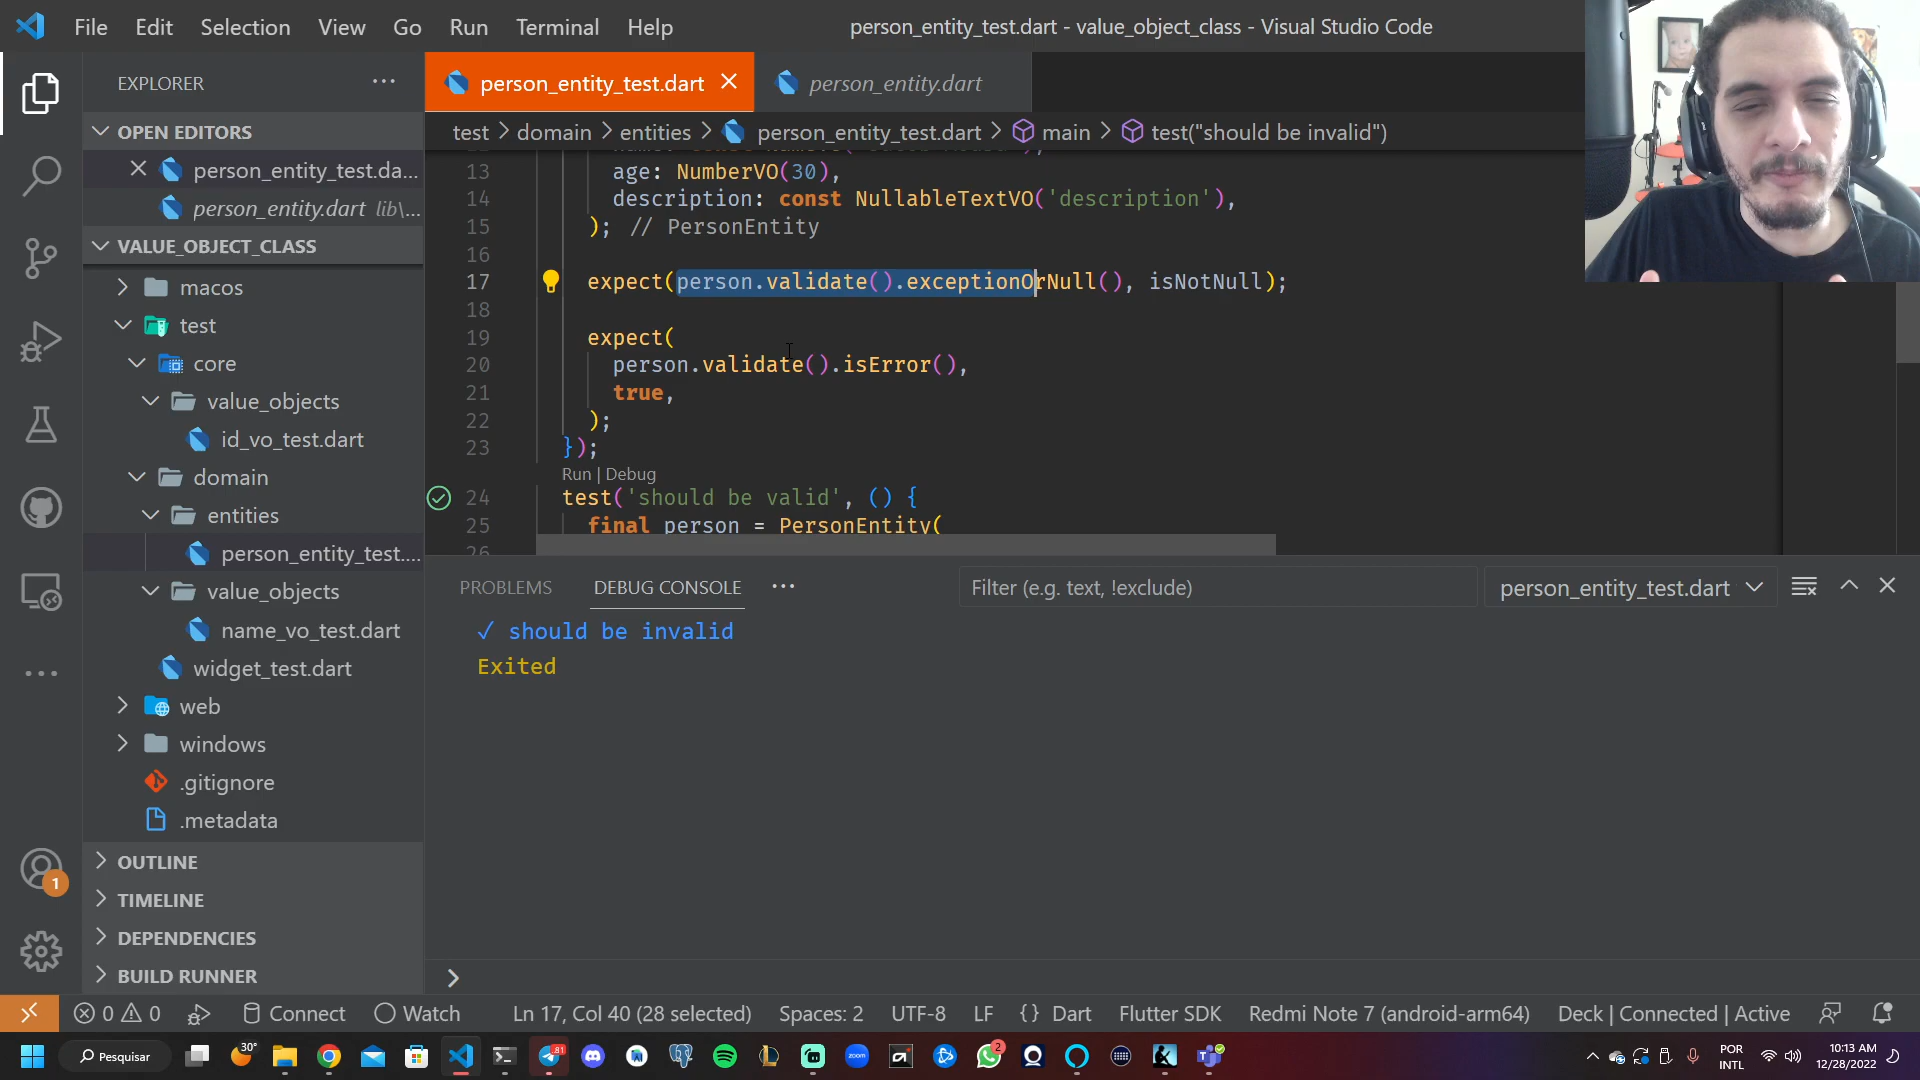 File Edit Selection View Go Run Terminal Help
person_entity_test.dart - value_object_class - Visual Studio Code
EXPLORER
OPEN EDITORS
person_entity_test.da...
person_entity.dart lib\...
VALUE_OBJECT_CLASS
macos
test
core
value_objects
id_vo_test.dart
domain
entities
person_entity_test....
value_objects
name_vo_test.dart
widget_test.dart
web
windows
.gitignore
.metadata
OUTLINE
TIMELINE
DEPENDENCIES
BUILD RUNNER
person_entity_test.dart
person_entity.dart
test > domain > entities > person_entity_test.dart > main > test("should be invalid")
13 age: NumberVO(30),
14 description: const NullableTextVO('description'),
15 ); // PersonEntity
16
17 expect(person.validate().exceptionOrNull(), isNotNull);
18
19 expect(
20 person.validate().isError(),
21 true,
22 );
23 });
Run | Debug
24 test('should be valid', () {
25 final person = PersonEntity(
26
PROBLEMS DEBUG CONSOLE
Filter (e.g. text, !exclude)
person_entity_test.dart
✓ should be invalid
Exited
1
0 0 Connect Watch Ln 17, Col 40 (28 selected) Spaces: 2 UTF-8 LF {} Dart Flutter SDK Redmi Note 7 (android-arm64) Deck | Connected | Active
Pesquisar
30°
zoom
2
POR
INTL
10:13 AM
12/28/2022